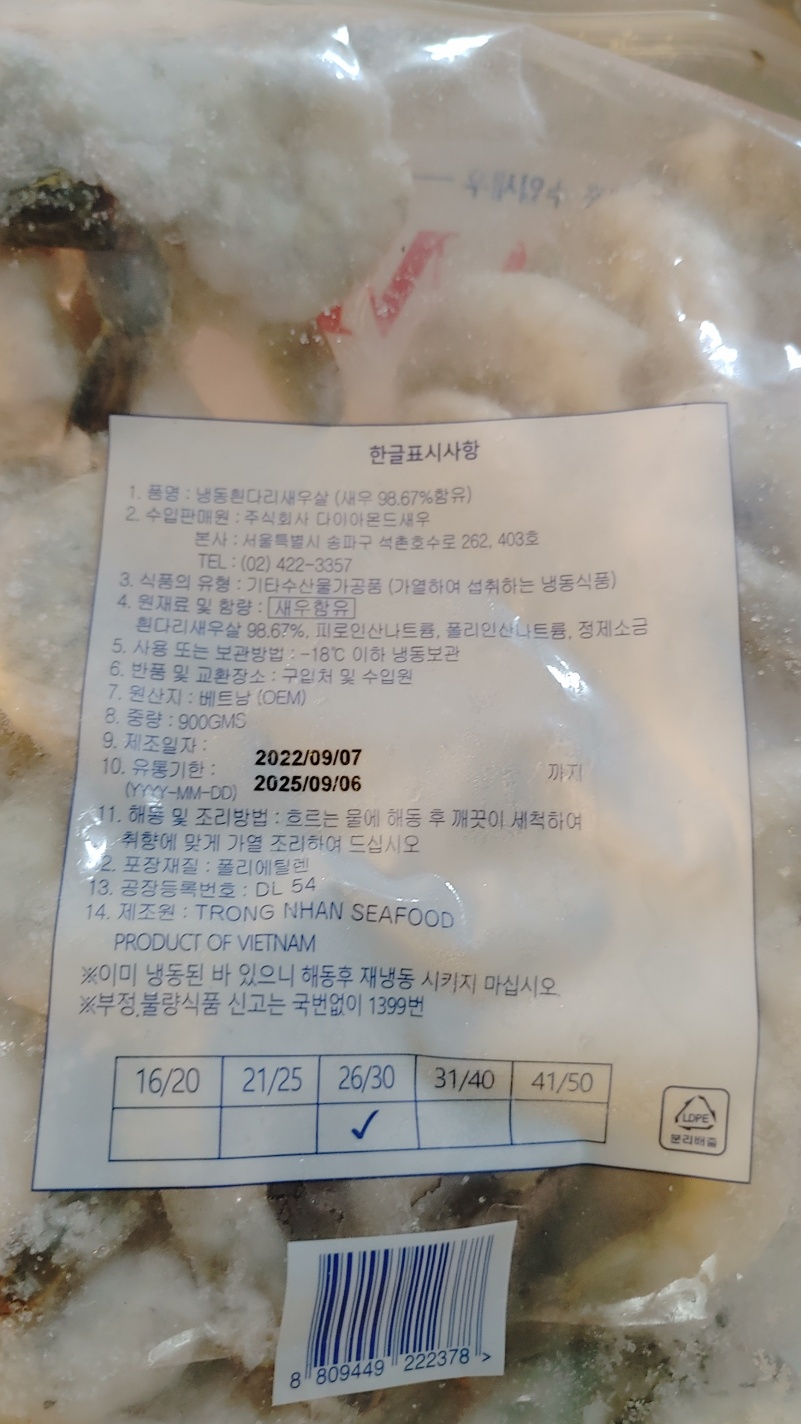 한글표시사항
1. 품명 : 냉동흰다리새우살 (새우 98.67%함유)
2. 수입판매원 : 주식회사 다이아몬드새우
본사 : 서울특별시 송파구 석촌호수로 262, 403호
TEL : (02) 422-3357
3. 식품의 유형 : 기타수산물가공품 (가열하여 섭취하는 냉동식품)
4. 원재료 및 함량 : 새우함유
흰다리새우살 98.67%, 피로인산나트륨, 폴리인산나트륨, 정제소금
5. 사용 또는 보관방법 : -18℃ 이하 냉동보관
6. 반품 및 교환장소 : 구입처 및 수입원
7. 원산지 : 베트남 (OEM)
8. 중량 : 900GMS
9. 제조일자 : 2022/09/07
10. 유통기한 : 2025/09/06 까지
(YYYY-MM-DD)
11. 해동 및 조리방법 : 흐르는 물에 해동 후 깨끗이 세척하여
취향에 맞게 가열 조리하여 드십시오
2. 포장재질 : 폴리에틸렌
13. 공장등록번호 : DL 54
14. 제조원 : TRONG NHAN SEAFOOD
PRODUCT OF VIETNAM
※이미 냉동된 바 있으니 해동후 재냉동 시키지 마십시오.
※부정,불량식품 신고는 국번없이 1399번
16/20 21/25 26/30 31/40 41/50
✓
LDPE
분리배출
8 809449 222378 >